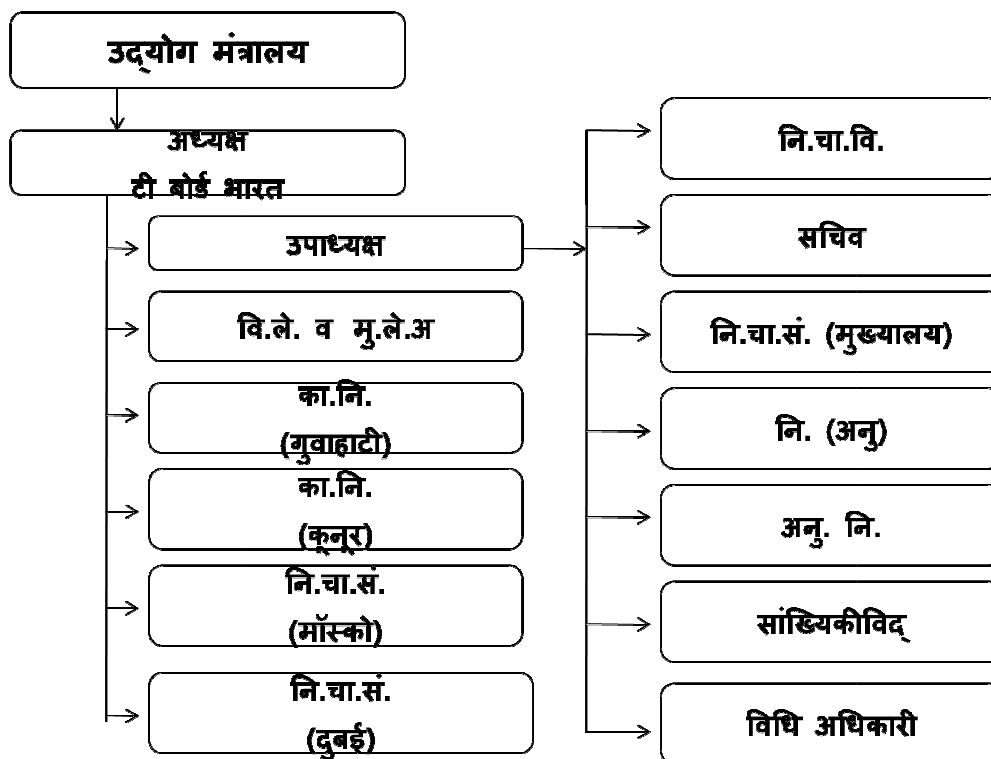 उद्योग मंत्रालय
अध्यक्ष
टी बोर्ड भारत
उपाध्यक्ष
वि.ले. व मु.ले.अ
का.नि.
(गुवाहाटी)
का.नि.
(कूनूर)
नि.चा.सं.
(मॉस्को)
नि.चा.सं.
(दुबई)
नि.चा.वि.
सचिव
नि.चा.सं. (मुख्यालय)
नि. (अनु)
अनु. नि.
सांख्यिकीविद्
विधि अधिकारी